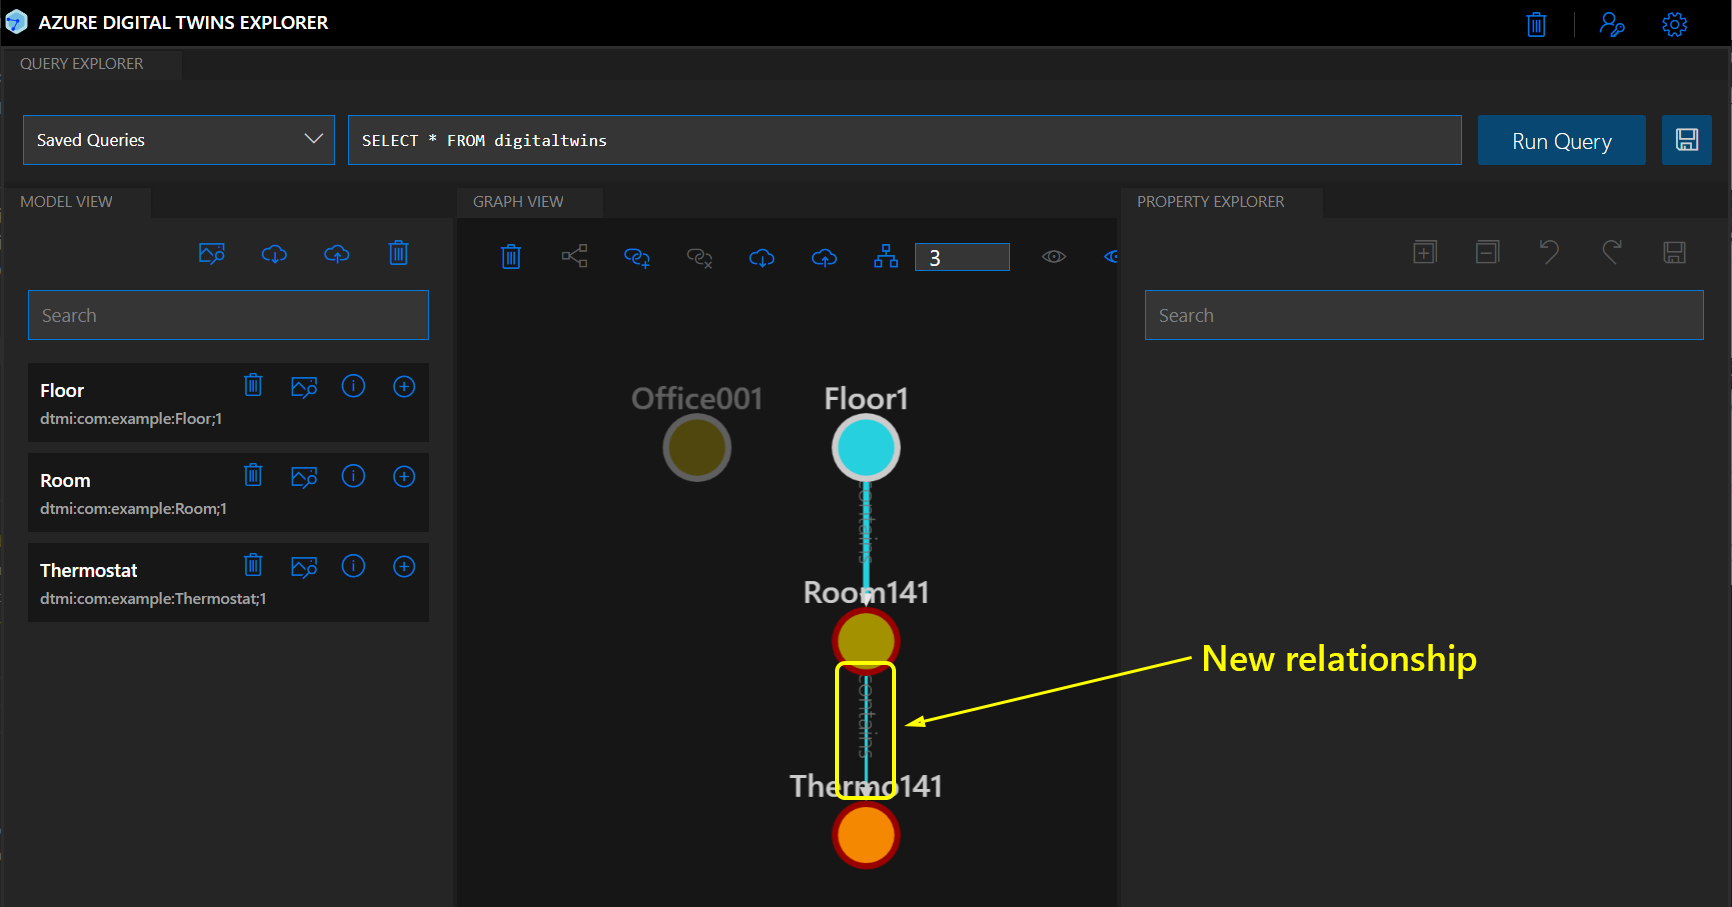 AZURE DIGITAL TWINS EXPLORER
QUERY EXPLORER
Saved Queries
SELECT * FROM digitaltwins
Run Query
MODEL VIEW
GRAPH VIEW
PROPERTY EXPLORER
3
Search
Search
Floor
dtmi:com:example:Floor;1
Room
dtmi:com:example:Room;1
Thermostat
dtmi:com:example:Thermostat;1
Office001
Floor1
contains
Room141
contains
New relationship
Thermo141